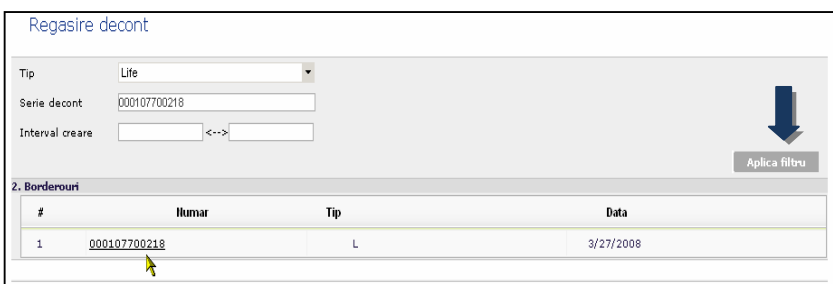 Regasire decont
Tip Life
Serie decont 000107700218
Interval creare <-->
Aplica filtru
2. Borderouri
# Numar Tip Data
1 000107700218 L 3/27/2008